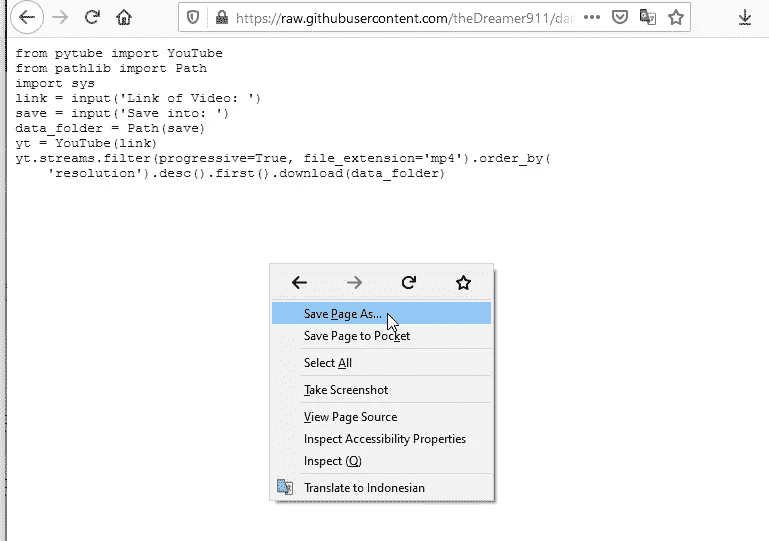 https://raw.githubusercontent.com/theDreamer911/dai
from pytube import YouTube
from pathlib import Path
import sys
link = input('Link of Video: ')
save = input('Save into: ')
data_folder = Path(save)
yt = YouTube(link)
yt.streams.filter(progressive=True, file_extension='mp4').order_by(
    'resolution').desc().first().download(data_folder)
Save Page As...
Save Page to Pocket
Select All
Take Screenshot
View Page Source
Inspect Accessibility Properties
Inspect (Q)
Translate to Indonesian